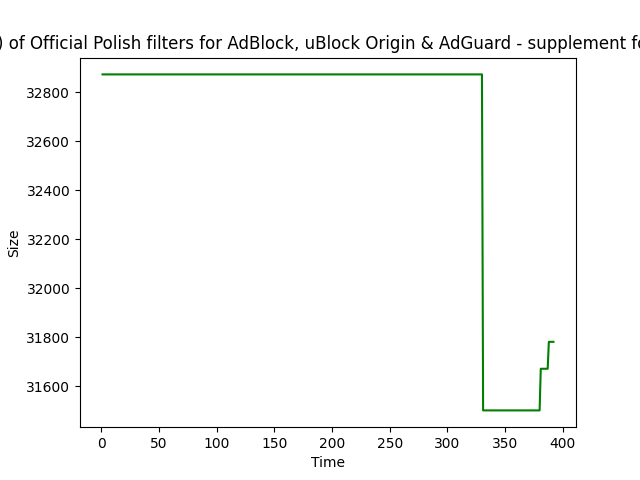 ) of Official Polish filters for AdBlock, uBlock Origin & AdGuard - supplement fo
32800
32600
32400
32200
32000
31800
31600
Size
0 50 100 150 200 250 300 350 400
Time